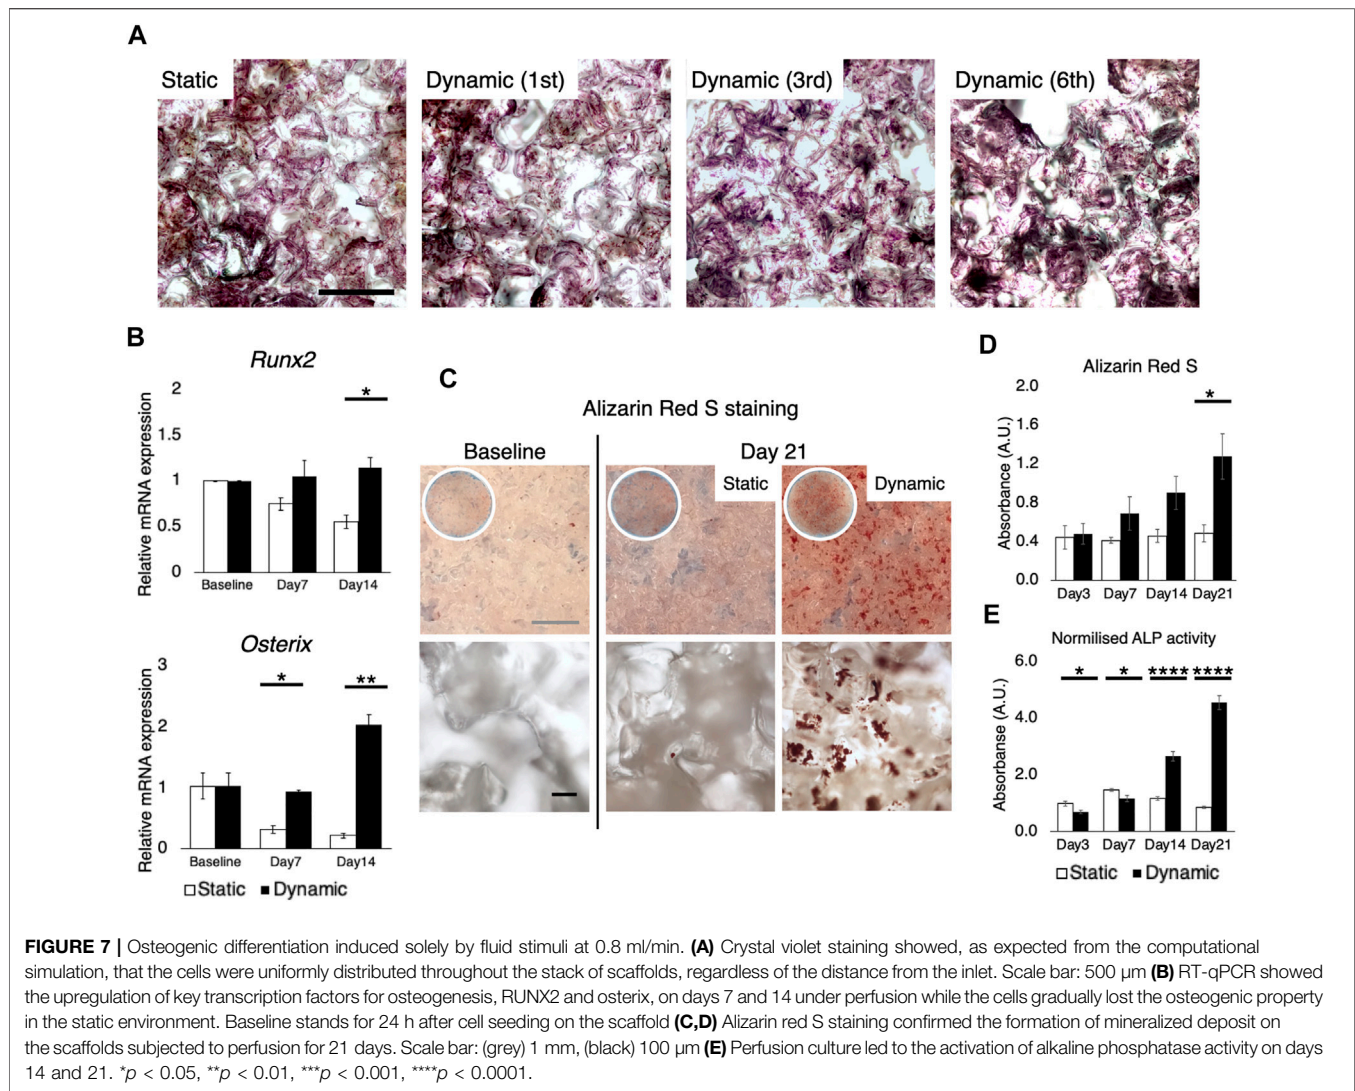 A
Static
Dynamic (1st)
Dynamic (3rd)
Dynamic (6th)
B
Runx2
Relative mRNA expression
2
1.5
1
0.5
0
*
Baseline
Day7
Day14
Osterix
Relative mRNA expression
3
2
1
0
*
**
Baseline
Day7
Day14
Static
Dynamic
C
Alizarin Red S staining
Baseline
Day 21
Static
Dynamic
D
Alizarin Red S
Absorbance (A.U.)
2.0
1.6
1.2
0.8
0.4
0.0
*
Day3
Day7
Day14
Day21
E
Normilised ALP activity
Absorbanse (A.U.)
6.0
4.0
2.0
0.0
*
*
****
****
Day3
Day7
Day14
Day21
Static
Dynamic
FIGURE 7 | Osteogenic differentiation induced solely by fluid stimuli at 0.8 ml/min. (A) Crystal violet staining showed, as expected from the computational
simulation, that the cells were uniformly distributed throughout the stack of scaffolds, regardless of the distance from the inlet. Scale bar: 500 μm (B) RT-qPCR showed
the upregulation of key transcription factors for osteogenesis, RUNX2 and osterix, on days 7 and 14 under perfusion while the cells gradually lost the osteogenic property
in the static environment. Baseline stands for 24 h after cell seeding on the scaffold (C,D) Alizarin red S staining confirmed the formation of mineralized deposit on
the scaffolds subjected to perfusion for 21 days. Scale bar: (grey) 1 mm, (black) 100 μm (E) Perfusion culture led to the activation of alkaline phosphatase activity on days
14 and 21. *p < 0.05, **p < 0.01, ***p < 0.001, ****p < 0.0001.